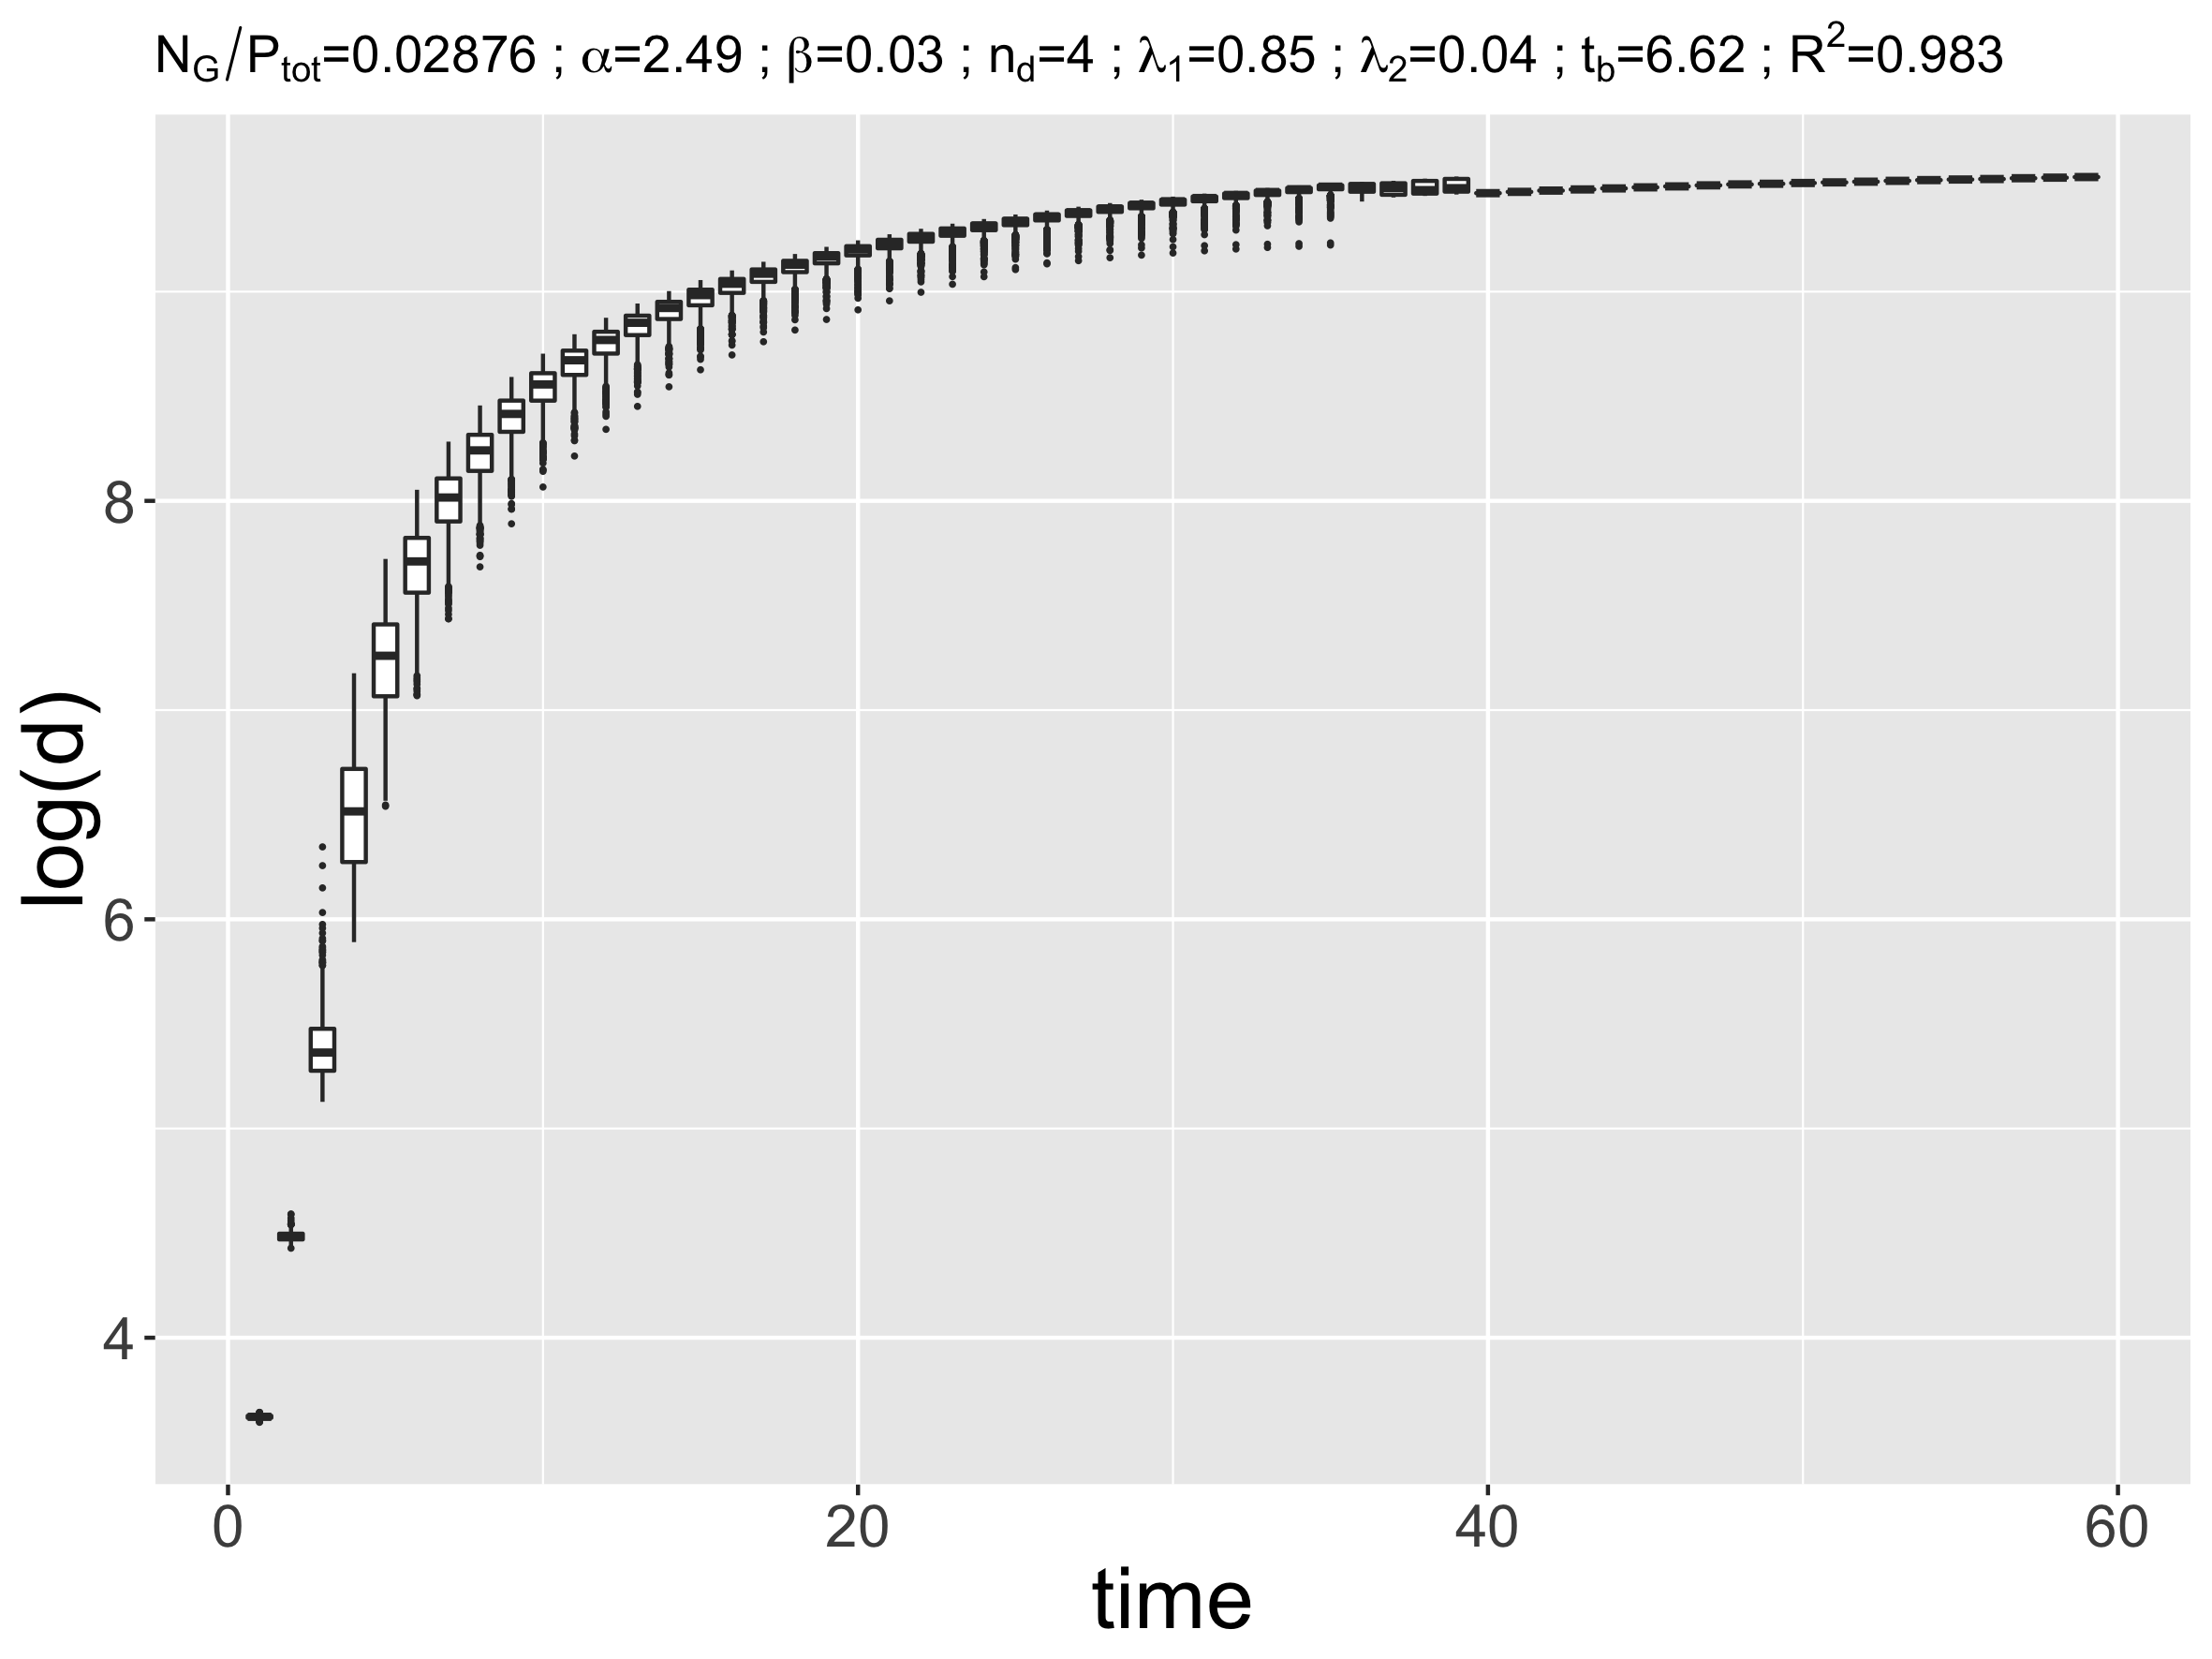 N_G/P_tot=0.02876 ; α=2.49 ; β=0.03 ; n_d=4 ; λ_1=0.85 ; λ_2=0.04 ; t_b=6.62 ; R^2=0.983
8
6
4
log(d)
0 20 40 60
time